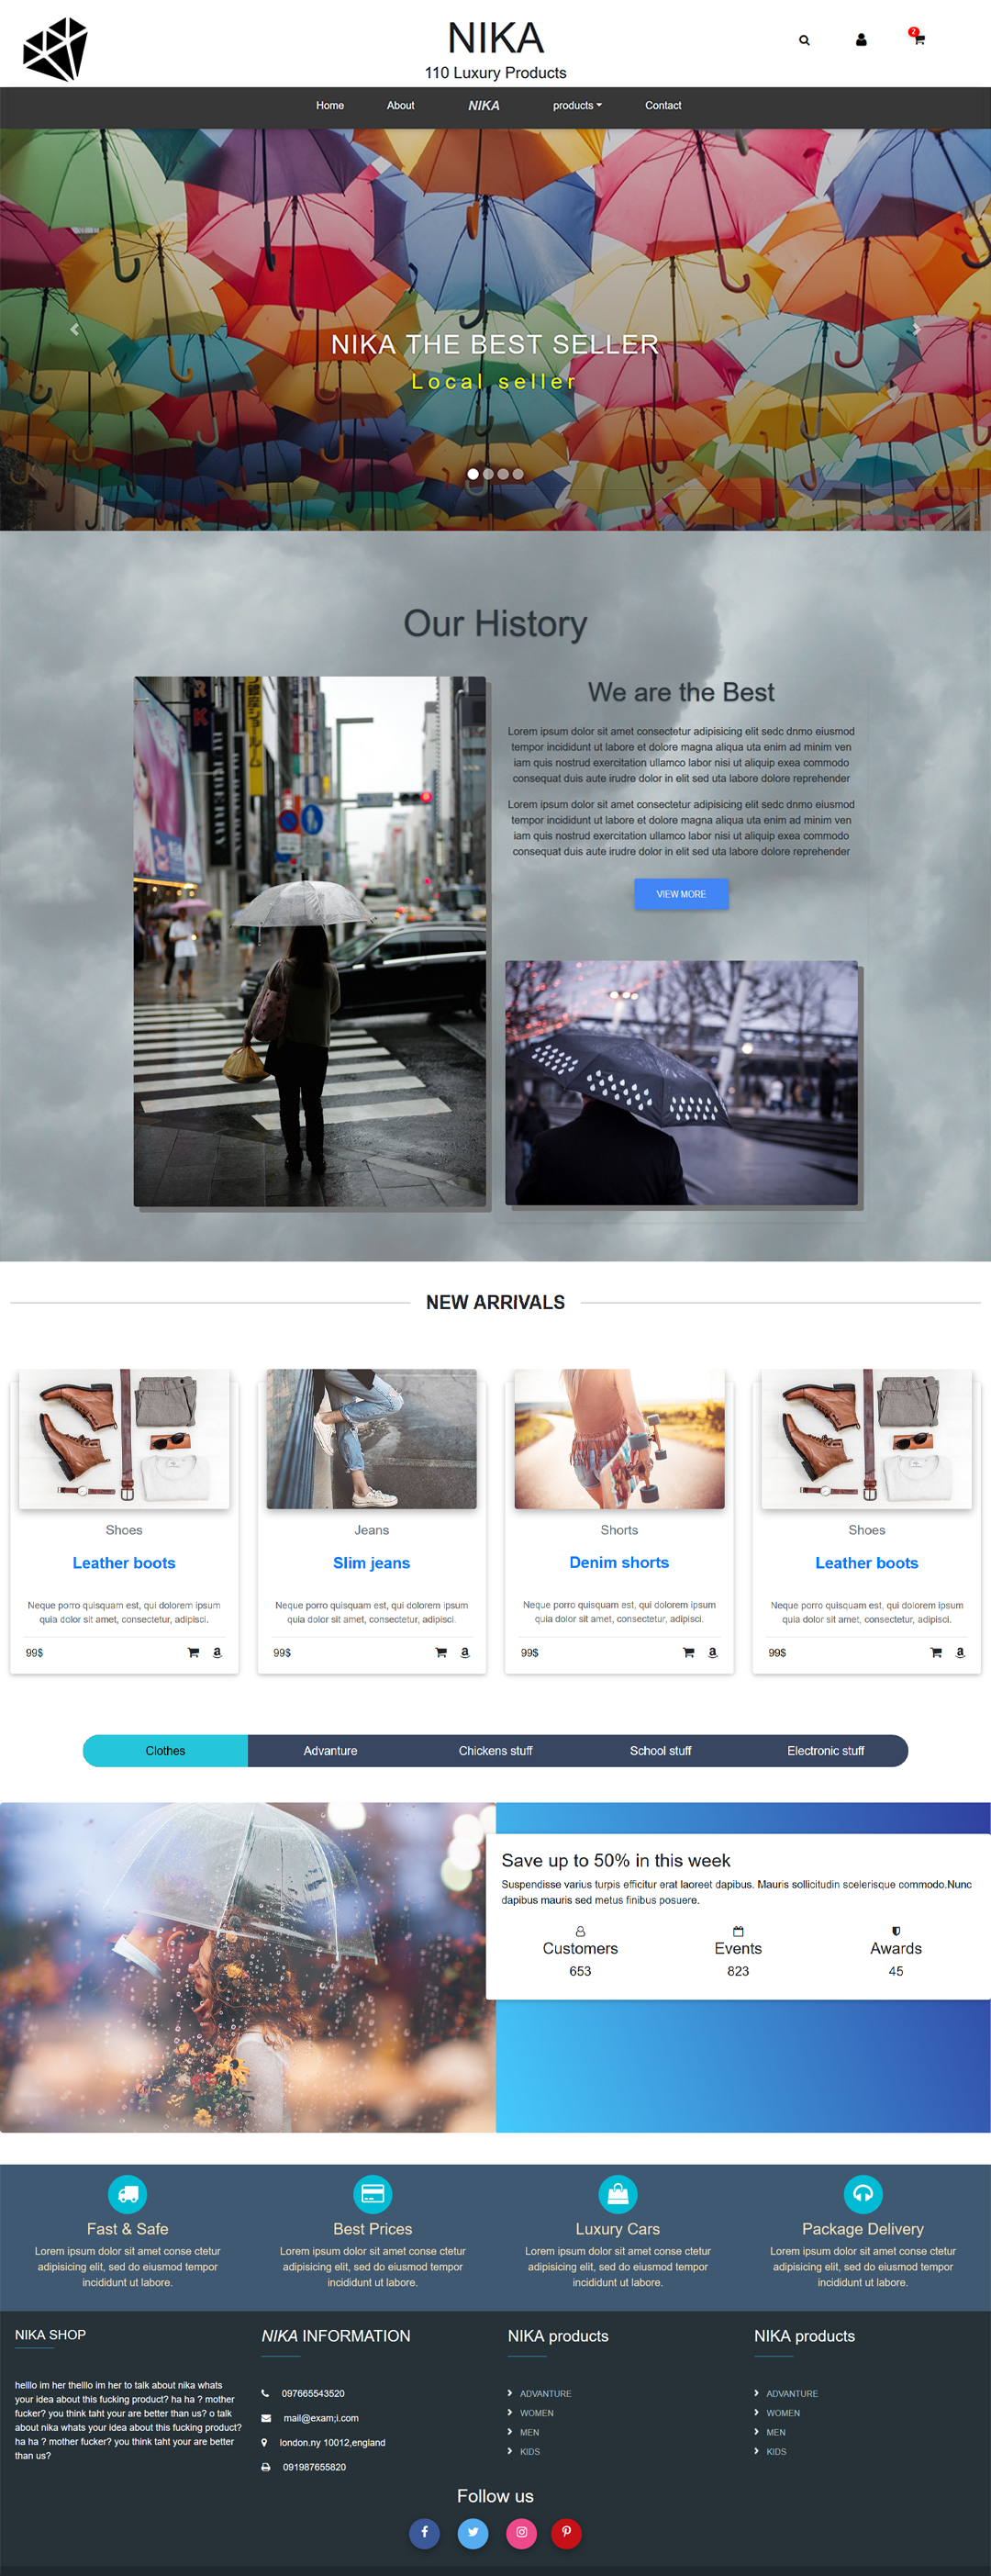 NIKA
110 Luxury Products
2
Home About NIKA products Contact
NIKA THE BEST SELLER
Local seller
Our History
We are the Best
Lorem ipsum dolor sit amet consectetur adipisicing elit sedc dnmo eiusmod
tempor incididunt ut labore et dolore magna aliqua uta enim ad minim ven
iam quis nostrud exercitation ullamco labor nisi ut aliquip exea commodo
consequat duis aute irudre dolor in elit sed uta labore dolore reprehender
Lorem ipsum dolor sit amet consectetur adipisicing elit sedc dnmo eiusmod
tempor incididunt ut labore et dolore magna aliqua uta enim ad minim ven
iam quis nostrud exercitation ullamco labor nisi ut aliquip exea commodo
consequat duis aute irudre dolor in elit sed uta labore dolore reprehender
VIEW MORE
NEW ARRIVALS
Shoes
Leather boots
Neque porro quisquam est, qui dolorem ipsum
quia dolor sit amet, consectetur, adipisci.
99$
Jeans
Slim jeans
Neque porro quisquam est, qui dolorem ipsum
quia dolor sit amet, consectetur, adipisci.
99$
Shorts
Denim shorts
Neque porro quisquam est, qui dolorem ipsum
quia dolor sit amet, consectetur, adipisci.
99$
Shoes
Leather boots
Neque porro quisquam est, qui dolorem ipsum
quia dolor sit amet, consectetur, adipisci.
99$
Clothes Advanture Chickens stuff School stuff Electronic stuff
Save up to 50% in this week
Suspendisse varius turpis efficitur erat laoreet dapibus. Mauris sollicitudin scelerisque commodo.Nunc
dapibus mauris sed metus finibus posuere.
Customers
653
Events
823
Awards
45
Fast & Safe
Lorem ipsum dolor sit amet conse ctetur
adipisicing elit, sed do eiusmod tempor
incididunt ut labore.
Best Prices
Lorem ipsum dolor sit amet conse ctetur
adipisicing elit, sed do eiusmod tempor
incididunt ut labore.
Luxury Cars
Lorem ipsum dolor sit amet conse ctetur
adipisicing elit, sed do eiusmod tempor
incididunt ut labore.
Package Delivery
Lorem ipsum dolor sit amet conse ctetur
adipisicing elit, sed do eiusmod tempor
incididunt ut labore.
NIKA SHOP
helllo im her thelllo im her to talk about nika whats
your idea about this fucking product? ha ha ? mother
fucker? you think taht your are better than us? o talk
about nika whats your idea about this fucking product?
ha ha ? mother fucker? you think taht your are better
than us?
NIKA INFORMATION
097665543520
mail@exam;i.com
london.ny 10012,england
091987655820
NIKA products
ADVANTURE
WOMEN
MEN
KIDS
NIKA products
ADVANTURE
WOMEN
MEN
KIDS
Follow us